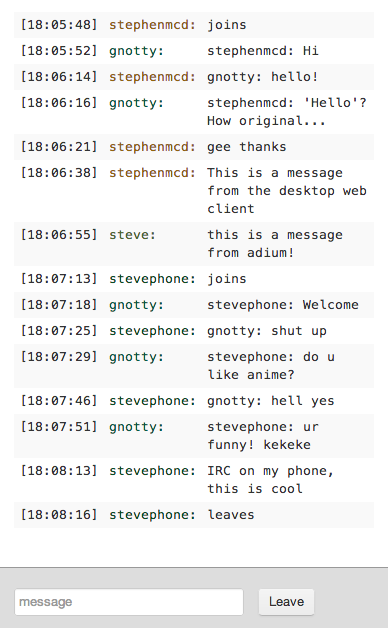 [18:05:48] stephenmcd: joins
[18:05:52] gnotty: stephenmcd: Hi
[18:06:14] stephenmcd: gnotty: hello!
[18:06:16] gnotty: stephenmcd: 'Hello'?
How original...
[18:06:21] stephenmcd: gee thanks
[18:06:38] stephenmcd: This is a message
from the desktop web
client
[18:06:55] steve: this is a message
from adium!
[18:07:13] stevephone: joins
[18:07:18] gnotty: stevephone: Welcome
[18:07:25] stevephone: gnotty: shut up
[18:07:29] gnotty: stevephone: do u
like anime?
[18:07:46] stevephone: gnotty: hell yes
[18:07:51] gnotty: stevephone: ur
funny! kekeke
[18:08:13] stevephone: IRC on my phone,
this is cool
[18:08:16] stevephone: leaves
message Leave